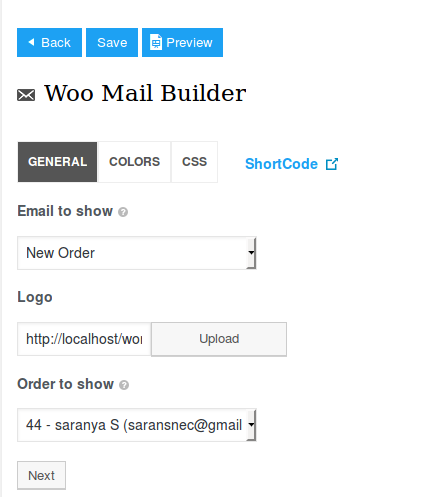 Back Save Preview
Woo Mail Builder
GENERAL COLORS CSS ShortCode
Email to show ?
New Order
Logo
http://localhost/wo Upload
Order to show ?
44 - saranya S (saransnec@gmail
Next